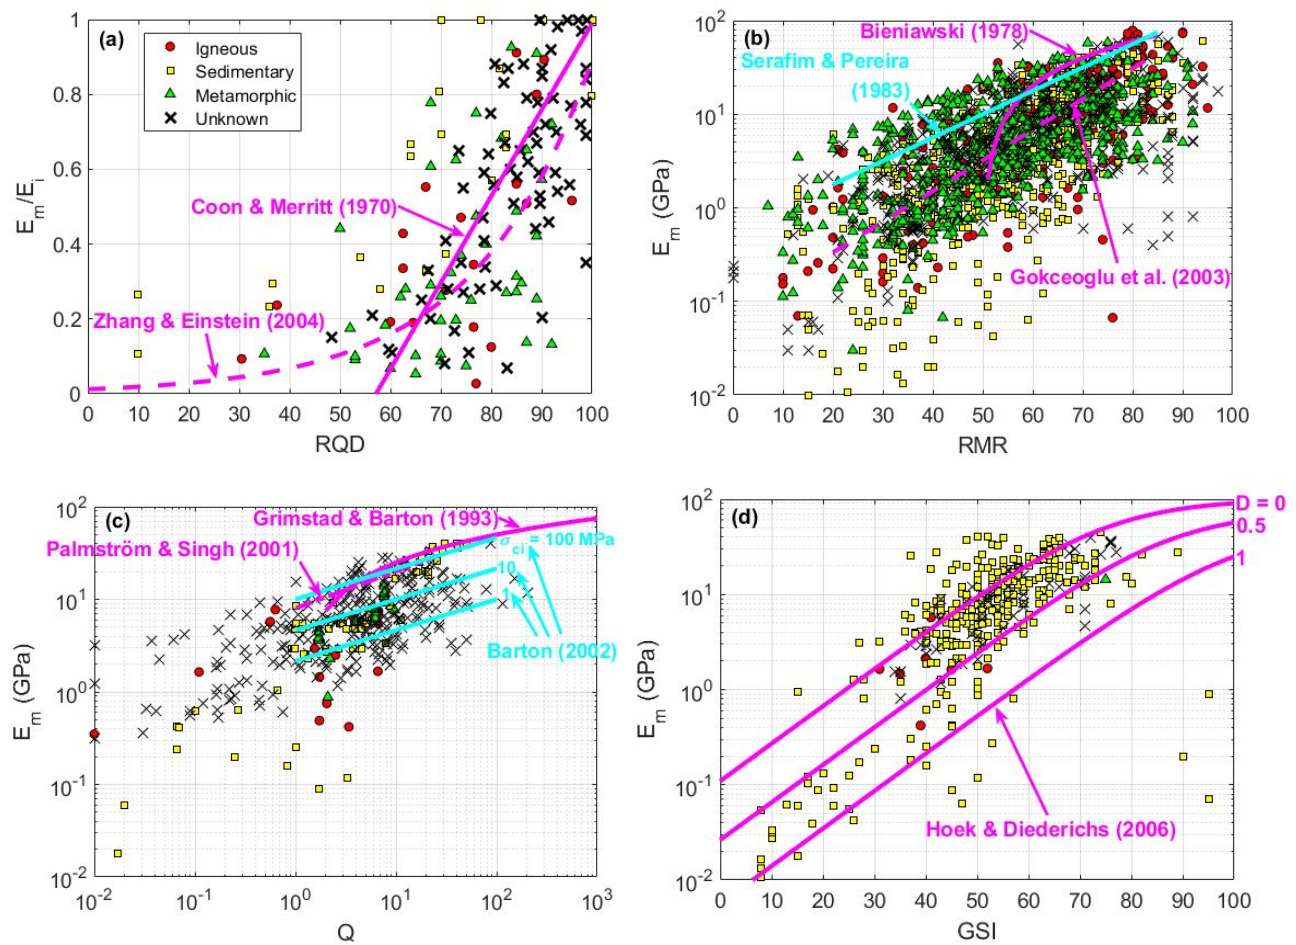 (a)
Igneous
Sedimentary
Metamorphic
Unknown
Coon & Merritt (1970)
Zhang & Einstein (2004)
1
0.8
0.6
0.4
0.2
0
0 10 20 30 40 50 60 70 80 90 100
E_m/E_i
RQD
(b)
Bieniawski (1978)
Serafim & Pereira
(1983)
Gokceoglu et al. (2003)
10^2
10^1
10^0
10^-1
10^-2
0 10 20 30 40 50 60 70 80 90 100
E_m (GPa)
RMR
(c)
Grimstad & Barton (1993)
Palmström & Singh (2001)
σ_ci = 100 MPa
10
1
Barton (2002)
10^2
10^1
10^0
10^-1
10^-2
10^-2 10^-1 10^0 10^1 10^2 10^3
E_m (GPa)
Q
(d)
D = 0
0.5
1
Hoek & Diederichs (2006)
10^2
10^1
10^0
10^-1
10^-2
0 10 20 30 40 50 60 70 80 90 100
E_m (GPa)
GSI